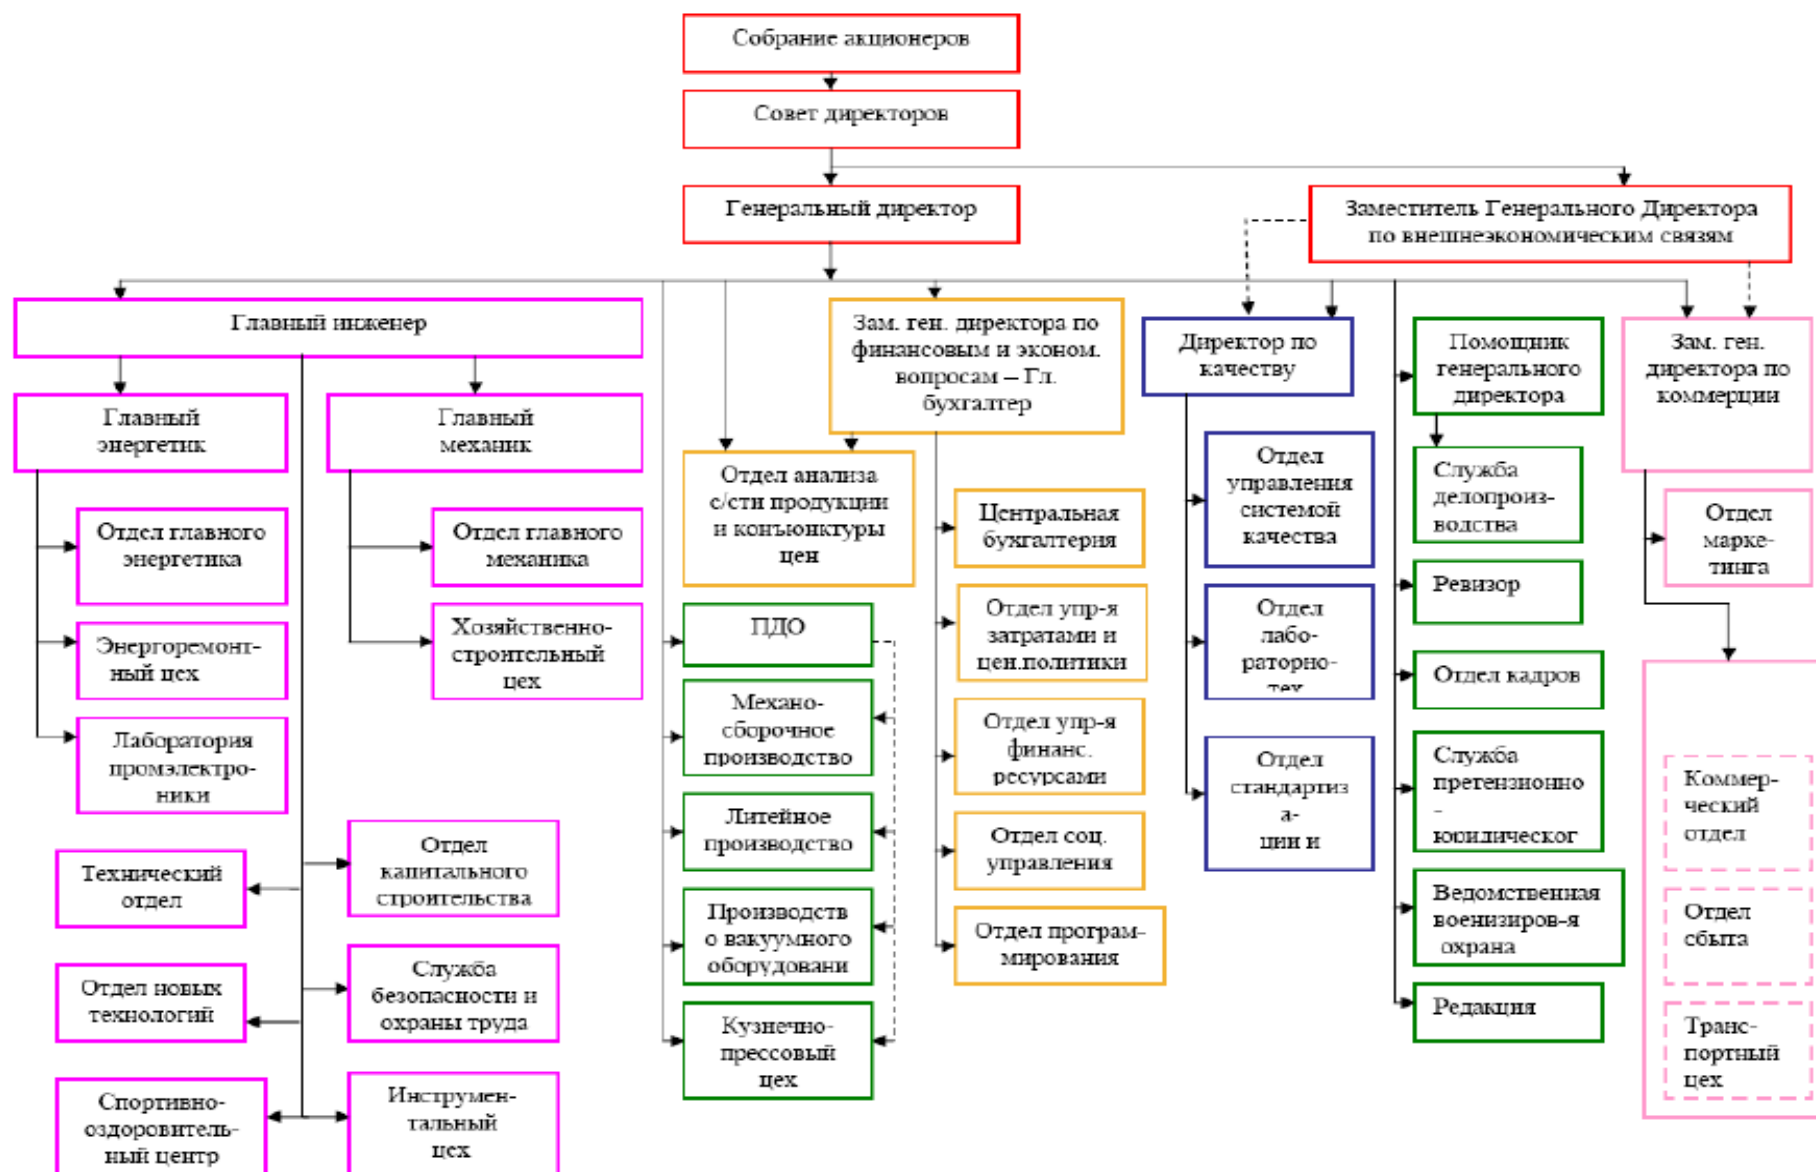 Собрание акционеров
Совет директоров
Генеральный директор
Заместитель Генерального Директора
по внешнеэкономическим связям
Главный инженер
Зам. ген. директора по
финансовым и эконом.
вопросам – Гл.
бухгалтер
Директор по
качеству
Помощник
генерального
директора
Зам. ген.
директора по
коммерции
Главный
энергетик
Главный
механик
Отдел главного
энергетика
Энергоремонт-
ный цех
Лаборатория
промэлектро-
ники
Отдел главного
механика
Хозяйственно-
строительный
цех
Технический
отдел
Отдел новых
технологий
Спортивно-
оздоровитель-
ный центр
Отдел
капитального
строительства
Служба
безопасности и
охраны труда
Инструмен-
тальный
цех
Отдел анализа
с/сти продукции
и конъюнктуры
цен
ПДО
Механо-
сборочное
производство
Литейное
производство
Производств
о вакуумного
оборудовани
Кузнечно-
прессовый
цех
Центральная
бухгалтерия
Отдел упр-я
затратами и
цен.политики
Отдел упр-я
финанс.
ресурсами
Отдел соц.
управления
Отдел програм-
мирования
Отдел
управления
системой
качества
Отдел
лабо-
раторно-
тех
Отдел
стандартиз
а-
ции и
Служба
делопроиз-
водства
Ревизор
Отдел кадров
Служба
претензионно
-
юридическог
Ведомственная
военизиров-я
охрана
Редакция
Отдел
марке-
тинга
Коммер-
ческий
отдел
Отдел
сбыта
Транс-
портный
цех